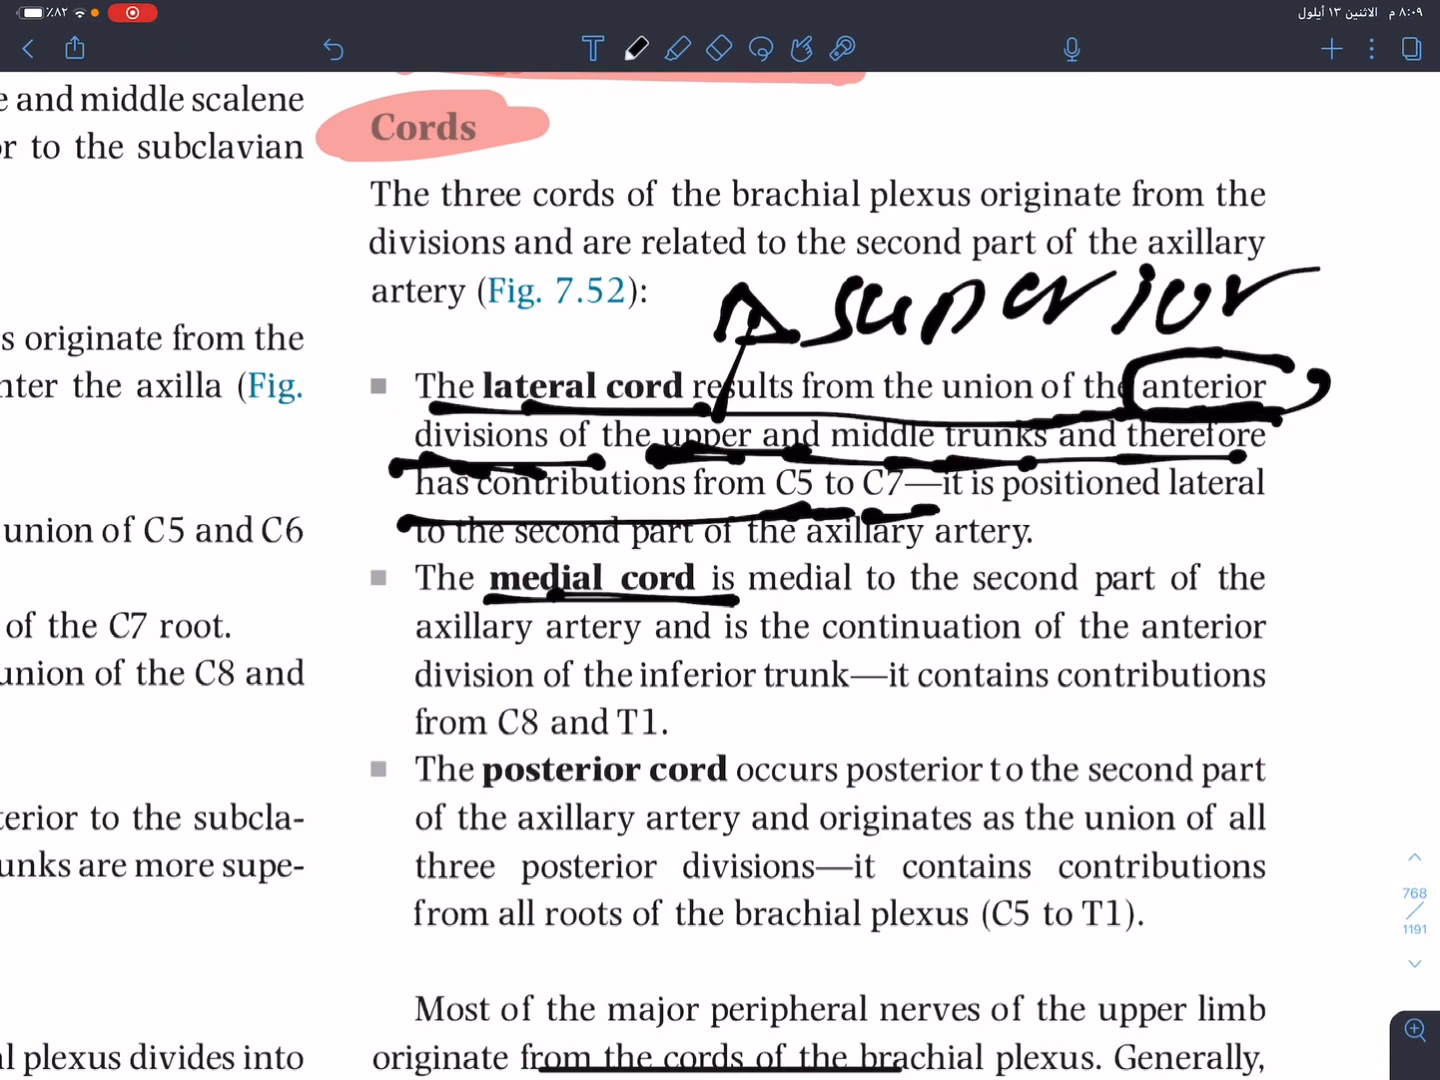 ٪٨٢
٨:٠٩ م الاثنين ١٣ أيلول
e and middle scalene
or to the subclavian
s originate from the
nter the axilla (Fig.
union of C5 and C6
of the C7 root.
union of the C8 and
terior to the subcla-
unks are more supe-
al plexus divides into
Cords
The three cords of the brachial plexus originate from the
divisions and are related to the second part of the axillary
artery (Fig. 7.52):
superior
The lateral cord results from the union of the anterior
divisions of the upper and middle trunks and therefore
has contributions from C5 to C7—it is positioned lateral
to the second part of the axillary artery.
The medial cord is medial to the second part of the
axillary artery and is the continuation of the anterior
division of the inferior trunk—it contains contributions
from C8 and T1.
The posterior cord occurs posterior to the second part
of the axillary artery and originates as the union of all
three posterior divisions—it contains contributions
from all roots of the brachial plexus (C5 to T1).
Most of the major peripheral nerves of the upper limb
originate from the cords of the brachial plexus. Generally,
768
1191